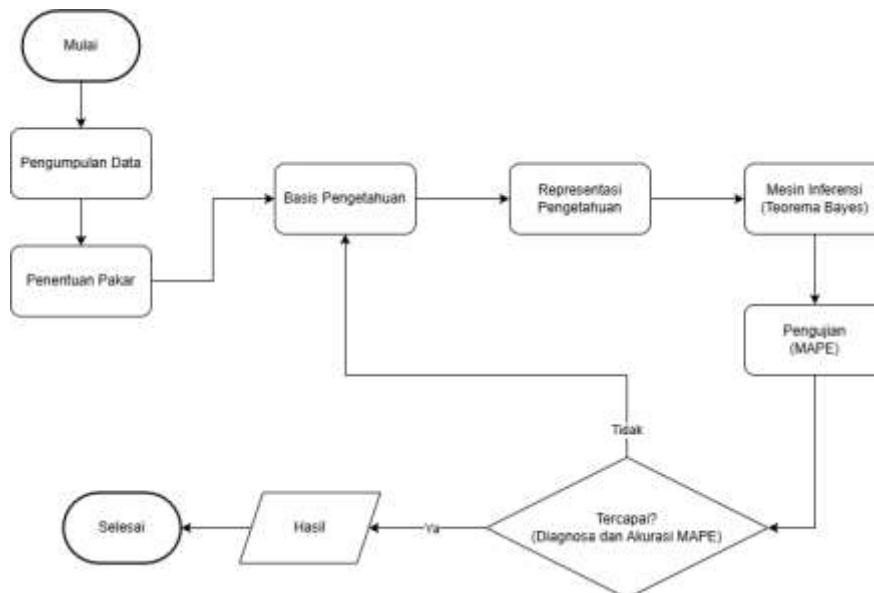 Mulai
Pengumpulan Data
Penentuan Pakar
Basis Pengetahuan
Representasi
Pengetahuan
Mesin Inferensi
(Teorema Bayes)
Pengujian
(MAPE)
Tidak
Tercapai?
(Diagnosa dan Akurasi MAPE)
Ya
Hasil
Selesai